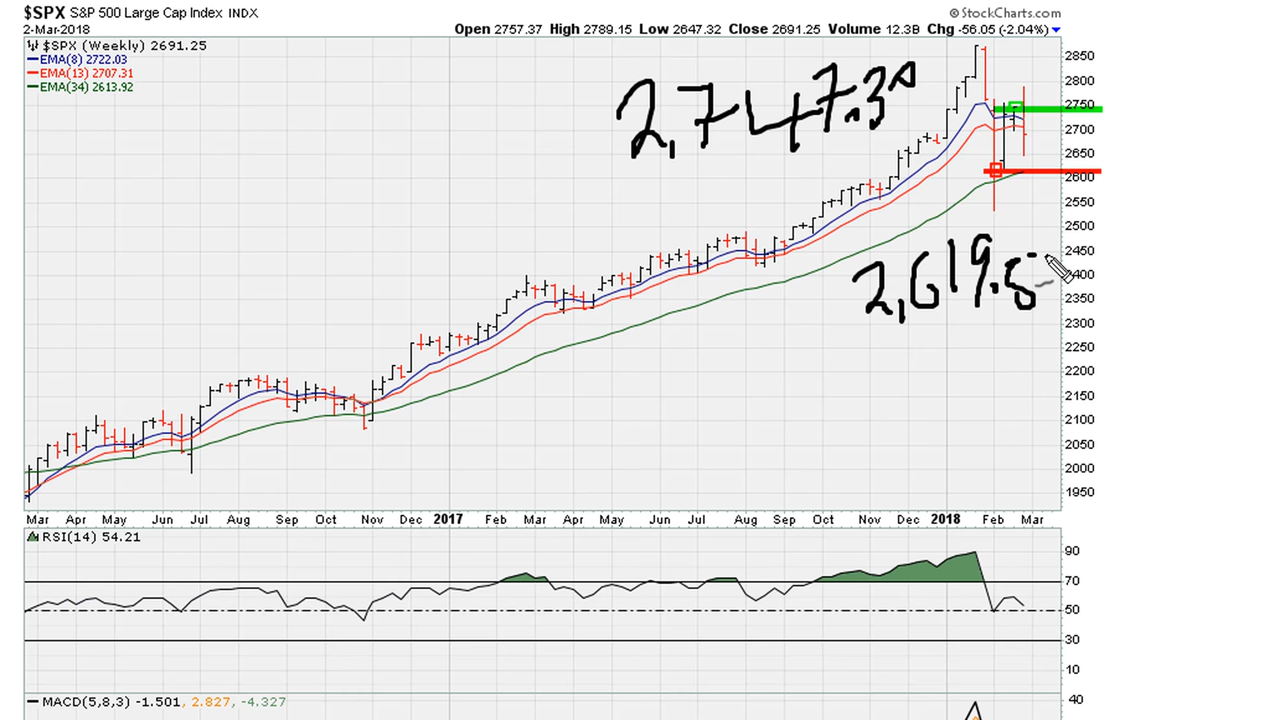 $SPX S&P 500 Large Cap Index INDX
© StockCharts.com
2-Mar-2018
Open 2757.37 High 2789.15 Low 2647.32 Close 2691.25 Volume 12.3B Chg -56.05 (-2.04%)
$SPX (Weekly) 2691.25
EMA(8) 2722.03
EMA(13) 2707.31
EMA(34) 2613.92
2850
2800
2750
2700
2650
2600
2550
2500
2450
2400
2350
2300
2250
2200
2150
2100
2050
2000
1950
2,747.30
2,619.5
Mar Apr May Jun Jul Aug Sep Oct Nov Dec 2017 Feb Mar Apr May Jun Jul Aug Sep Oct Nov Dec 2018 Feb Mar
RSI(14) 54.21
90
70
50
30
10
MACD(5,8,3) -1.501, 2.827, -4.327
40